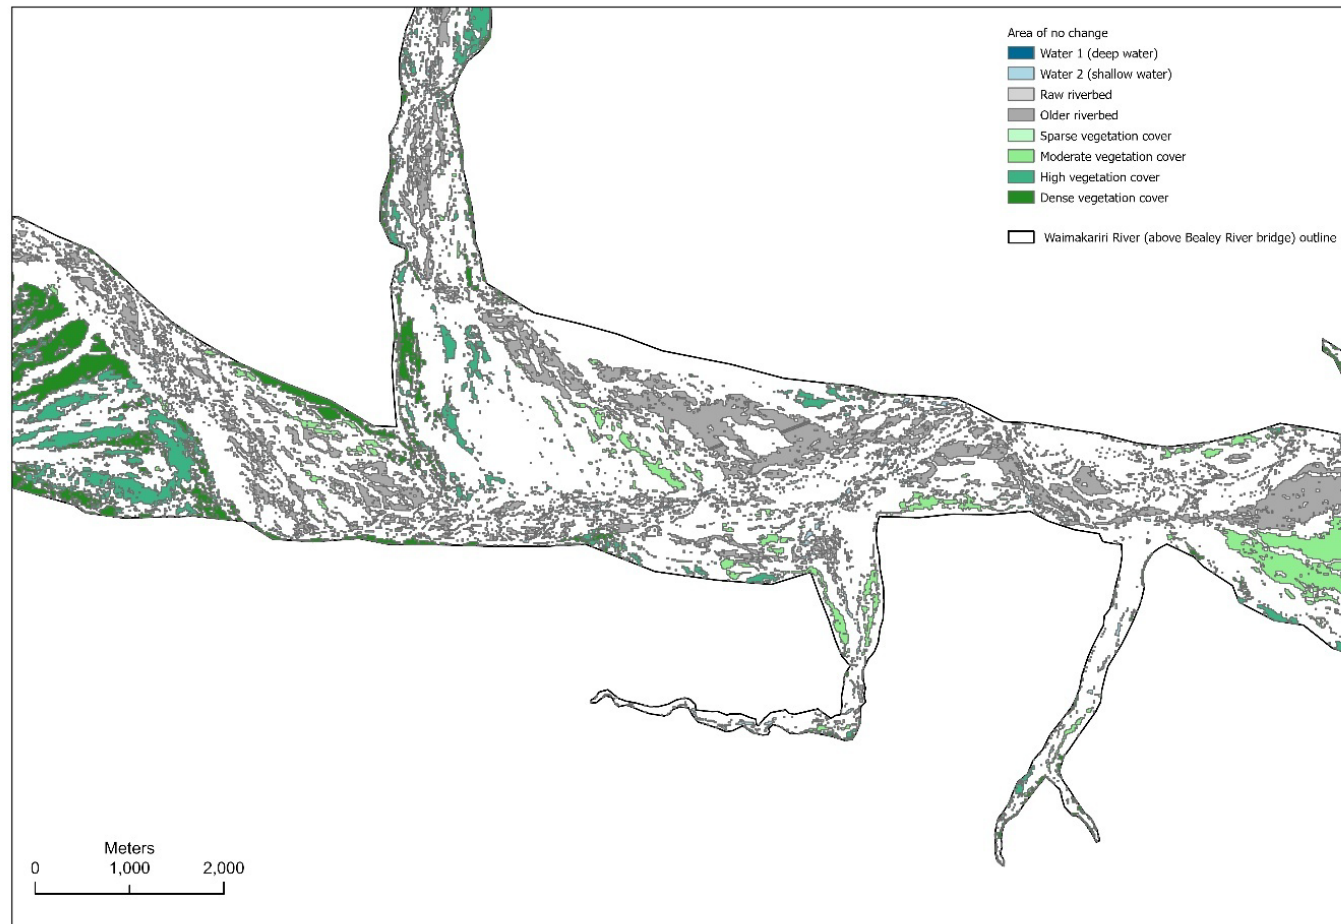 Area of no change
Water 1 (deep water)
Water 2 (shallow water)
Raw riverbed
Older riverbed
Sparse vegetation cover
Moderate vegetation cover
High vegetation cover
Dense vegetation cover
Waimakariri River (above Bealey River bridge) outline
Meters
0 1,000 2,000